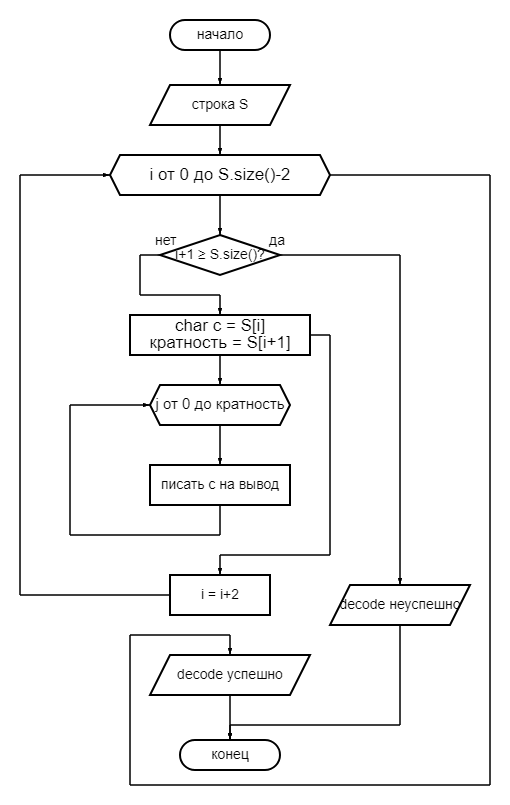 начало
строка S
i от 0 до S.size()-2
нет
да
i+1 ≥ S.size()?
char c = S[i]
кратность = S[i+1]
j от 0 до кратность
писать c на вывод
i = i+2
decode неуспешно
decode успешно
конец